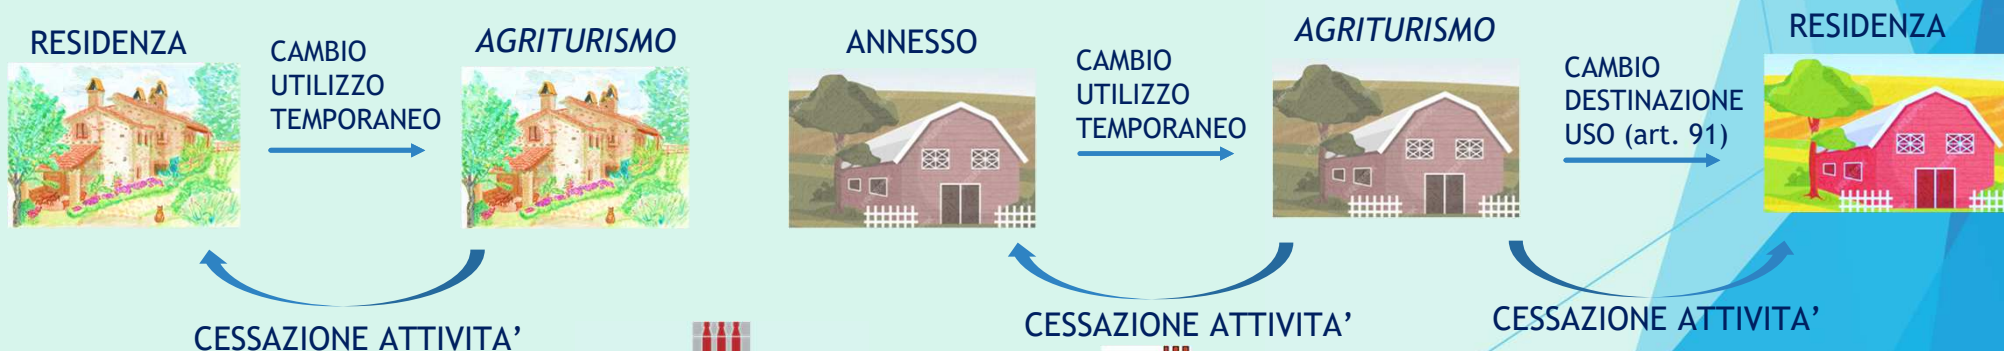 RESIDENZA
CAMBIO
UTILIZZO
TEMPORANEO
AGRITURISMO
CESSAZIONE ATTIVITA’
ANNESSO
CAMBIO
UTILIZZO
TEMPORANEO
AGRITURISMO
CESSAZIONE ATTIVITA’
CAMBIO
DESTINAZIONE
USO (art. 91)
RESIDENZA
CESSAZIONE ATTIVITA’